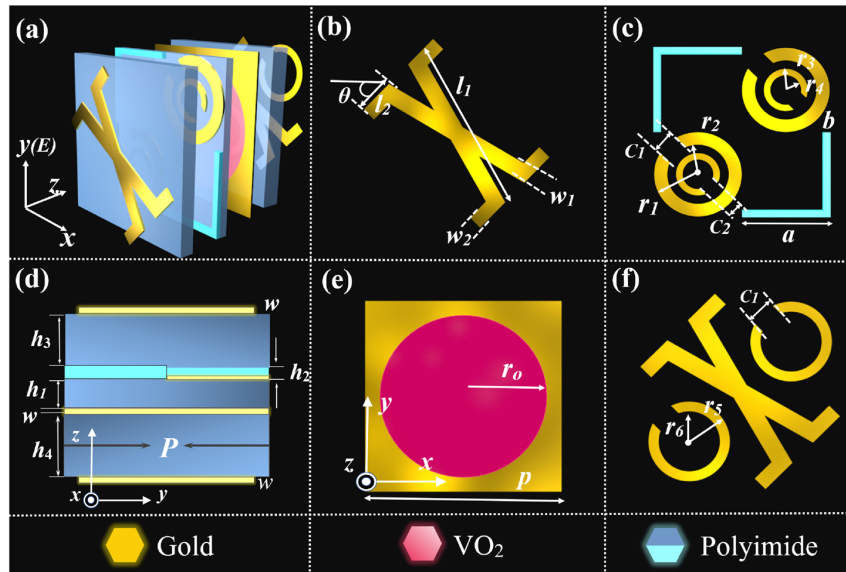 (a)
y(E)
z
x
(b)
θ
l2
l1
w1
w2
(c)
r3
r4
b
r2
C1
r1
C2
a
(d)
w
h3
h2
h1
w
h4
z
P
x
y
w
(e)
ro
y
z
x
p
(f)
C1
r5
r6
Gold
VO2
Polyimide